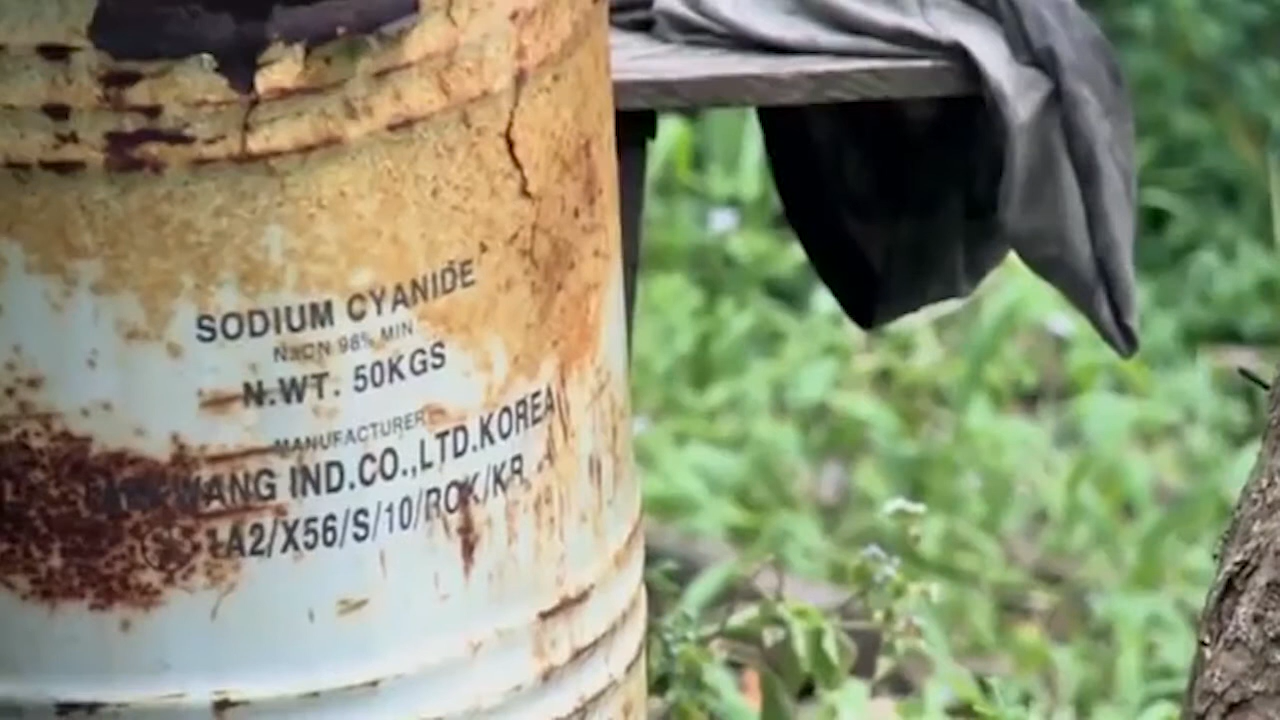 SODIUM CYANIDE
NaCN 98% MIN
N.WT. 50KGS
MANUFACTURER
IND.CO.,LTD.KOREA
1A2/X56/S/10/ROK/KR